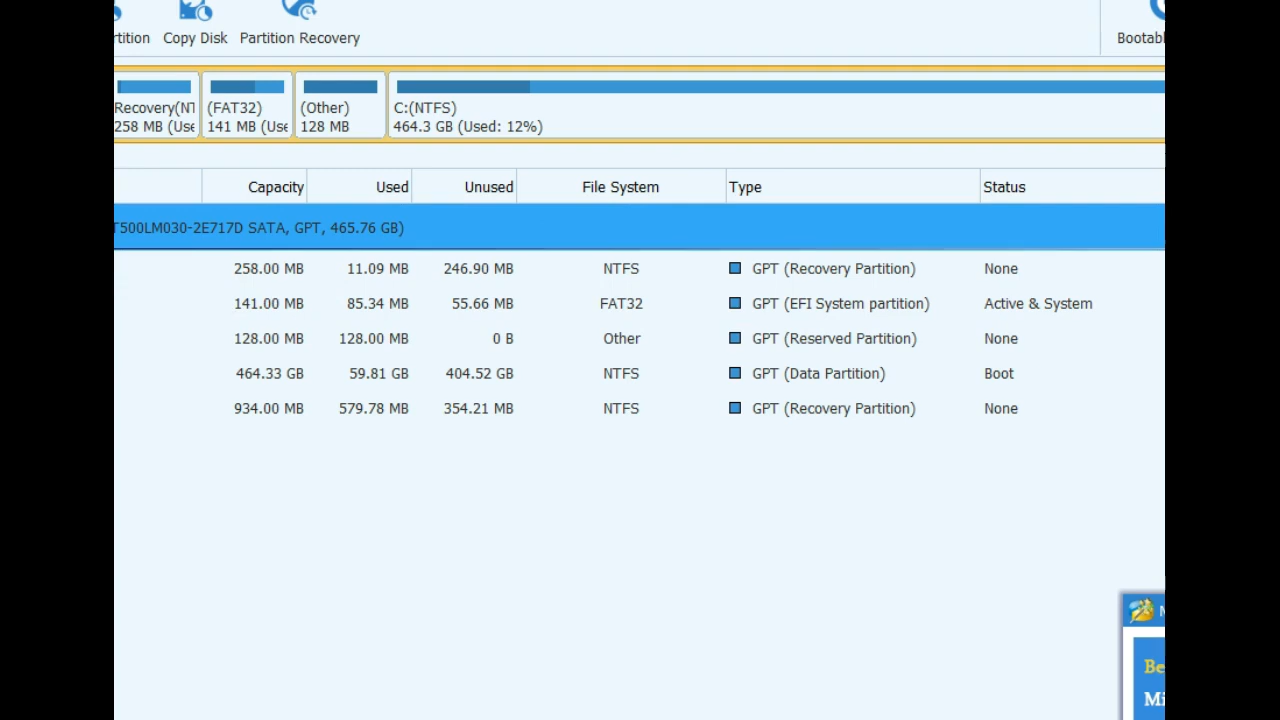 rtition Copy Disk Partition Recovery Bootab
Recovery(NT (FAT32) (Other) C:(NTFS)
258 MB (Use 141 MB (Use 128 MB 464.3 GB (Used: 12%)
Capacity Used Unused File System Type Status
T500LM030-2E717D SATA, GPT, 465.76 GB)
258.00 MB 11.09 MB 246.90 MB NTFS GPT (Recovery Partition) None
141.00 MB 85.34 MB 55.66 MB FAT32 GPT (EFI System partition) Active & System
128.00 MB 128.00 MB 0 B Other GPT (Reserved Partition) None
464.33 GB 59.81 GB 404.52 GB NTFS GPT (Data Partition) Boot
934.00 MB 579.78 MB 354.21 MB NTFS GPT (Recovery Partition) None
Be
Mi